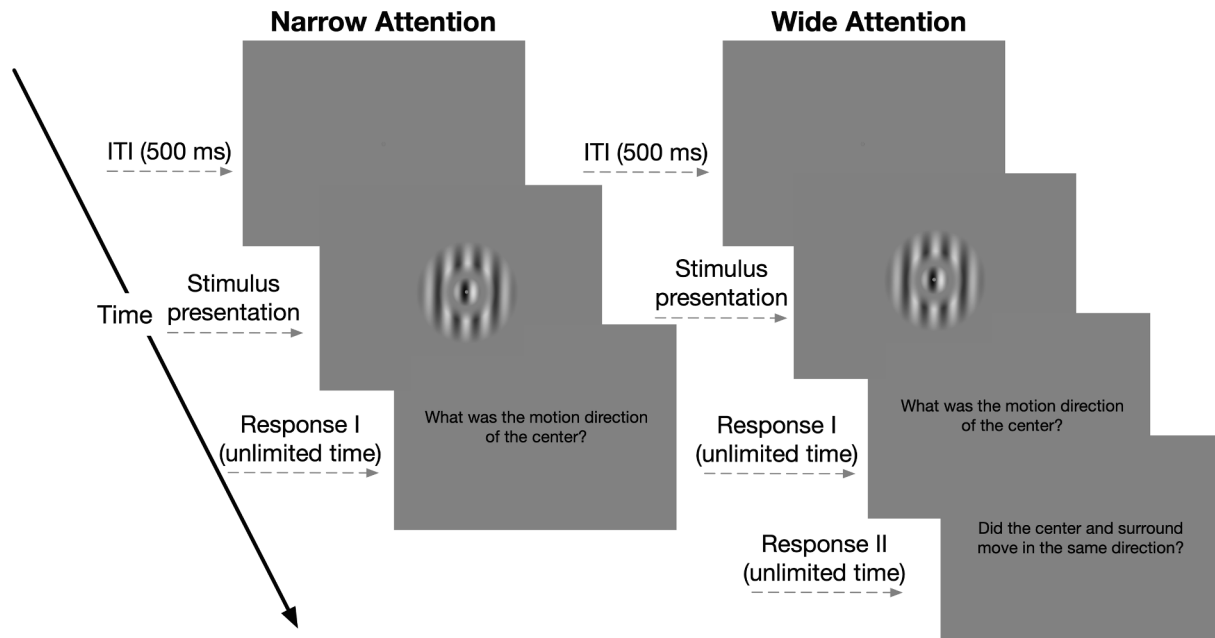 Narrow Attention
ITI (500 ms)
Stimulus
presentation
Time
Response I
(unlimited time)
What was the motion direction
of the center?
Wide Attention
ITI (500 ms)
Stimulus
presentation
Response I
(unlimited time)
What was the motion direction
of the center?
Response II
(unlimited time)
Did the center and surround
move in the same direction?